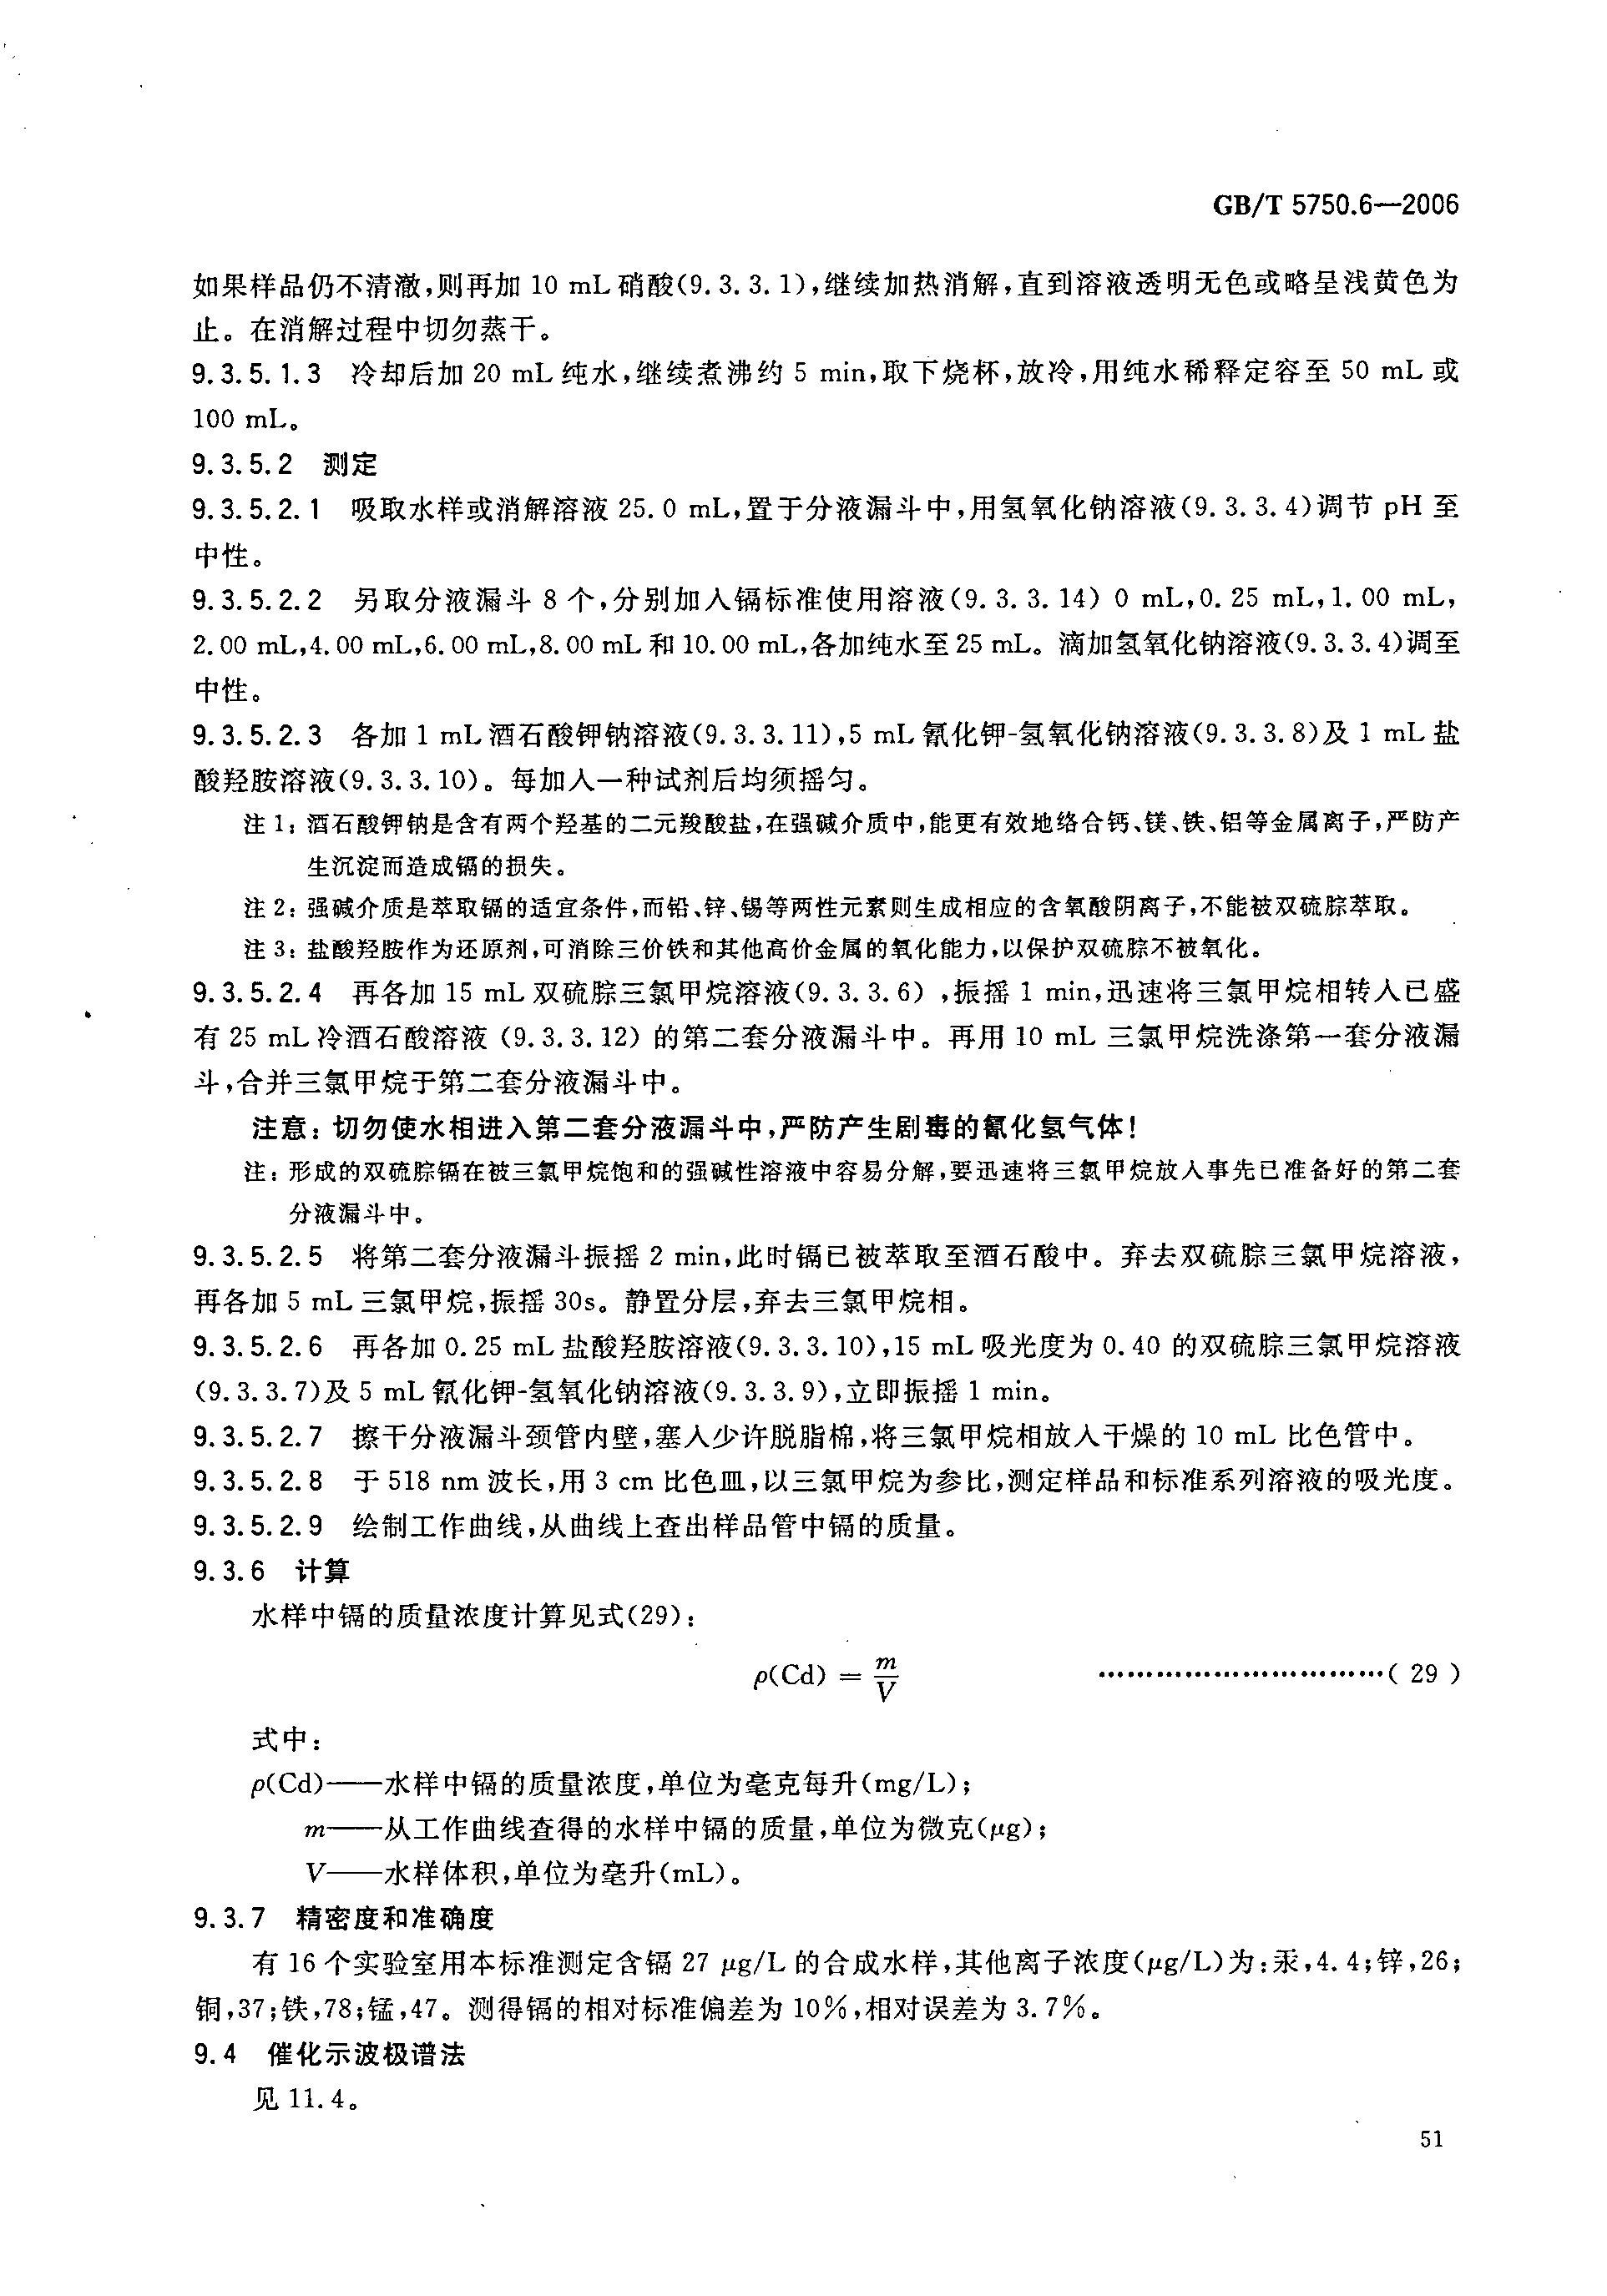 GB/T 5750.6—2006
如果样品仍不清澈,则再加 10 mL 硝酸(9.3.3.1),继续加热消解,直到溶液透明无色或略呈浅黄色为
止。在消解过程中切勿蒸干。
9.3.5.1.3 冷却后加 20 mL 纯水,继续煮沸约 5 min,取下烧杯,放冷,用纯水稀释定容至 50 mL 或
100 mL。
9.3.5.2 测定
9.3.5.2.1 吸取水样或消解溶液 25.0 mL,置于分液漏斗中,用氢氧化钠溶液(9.3.3.4)调节 pH 至
中性。
9.3.5.2.2 另取分液漏斗 8 个,分别加入镉标准使用溶液(9.3.3.14) 0 mL,0.25 mL,1.00 mL,
2.00 mL,4.00 mL,6.00 mL,8.00 mL 和 10.00 mL,各加纯水至 25 mL。滴加氢氧化钠溶液(9.3.3.4)调至
中性。
9.3.5.2.3 各加 1 mL 酒石酸钾钠溶液(9.3.3.11),5 mL 氰化钾-氢氧化钠溶液(9.3.3.8)及 1 mL 盐
酸羟胺溶液(9.3.3.10)。每加入一种试剂后均须摇匀。
注 1: 酒石酸钾钠是含有两个羟基的二元羧酸盐,在强碱介质中,能更有效地络合钙、镁、铁、铝等金属离子,严防产
生沉淀而造成镉的损失。
注 2: 强碱介质是萃取镉的适宜条件,而铅、锌、锡等两性元素则生成相应的含氧酸阴离子,不能被双硫腙萃取。
注 3: 盐酸羟胺作为还原剂,可消除三价铁和其他高价金属的氧化能力,以保护双硫腙不被氧化。
9.3.5.2.4 再各加 15 mL 双硫腙三氯甲烷溶液(9.3.3.6) ,振摇 1 min,迅速将三氯甲烷相转入已盛
有 25 mL 冷酒石酸溶液 (9.3.3.12) 的第二套分液漏斗中。再用 10 mL 三氯甲烷洗涤第一套分液漏
斗,合并三氯甲烷于第二套分液漏斗中。
注意: 切勿使水相进入第二套分液漏斗中,严防产生剧毒的氰化氢气体!
注: 形成的双硫腙镉在被三氯甲烷饱和的强碱性溶液中容易分解,要迅速将三氯甲烷放入事先已准备好的第二套
分液漏斗中。
9.3.5.2.5 将第二套分液漏斗振摇 2 min,此时镉已被萃取至酒石酸中。弃去双硫腙三氯甲烷溶液,
再各加 5 mL 三氯甲烷,振摇 30s。静置分层,弃去三氯甲烷相。
9.3.5.2.6 再各加 0.25 mL 盐酸羟胺溶液(9.3.3.10),15 mL 吸光度为 0.40 的双硫腙三氯甲烷溶液
(9.3.3.7)及 5 mL 氰化钾-氢氧化钠溶液(9.3.3.9),立即振摇 1 min。
9.3.5.2.7 擦干分液漏斗颈管内壁,塞入少许脱脂棉,将三氯甲烷相放入干燥的 10 mL 比色管中。
9.3.5.2.8 于 518 nm 波长,用 3 cm 比色皿,以三氯甲烷为参比,测定样品和标准系列溶液的吸光度。
9.3.5.2.9 绘制工作曲线,从曲线上查出样品管中镉的质量。
9.3.6 计算
水样中镉的质量浓度计算见式(29):
ρ(Cd) = m/V ……………………………( 29 )
式中:
ρ(Cd)——水样中镉的质量浓度,单位为毫克每升(mg/L);
m——从工作曲线查得的水样中镉的质量,单位为微克(μg);
V——水样体积,单位为毫升(mL)。
9.3.7 精密度和准确度
有 16 个实验室用本标准测定含镉 27 μg/L 的合成水样,其他离子浓度(μg/L)为:汞,4.4;锌,26;
铜,37;铁,78;锰,47。测得镉的相对标准偏差为 10%,相对误差为 3.7%。
9.4 催化示波极谱法
见 11.4。
51